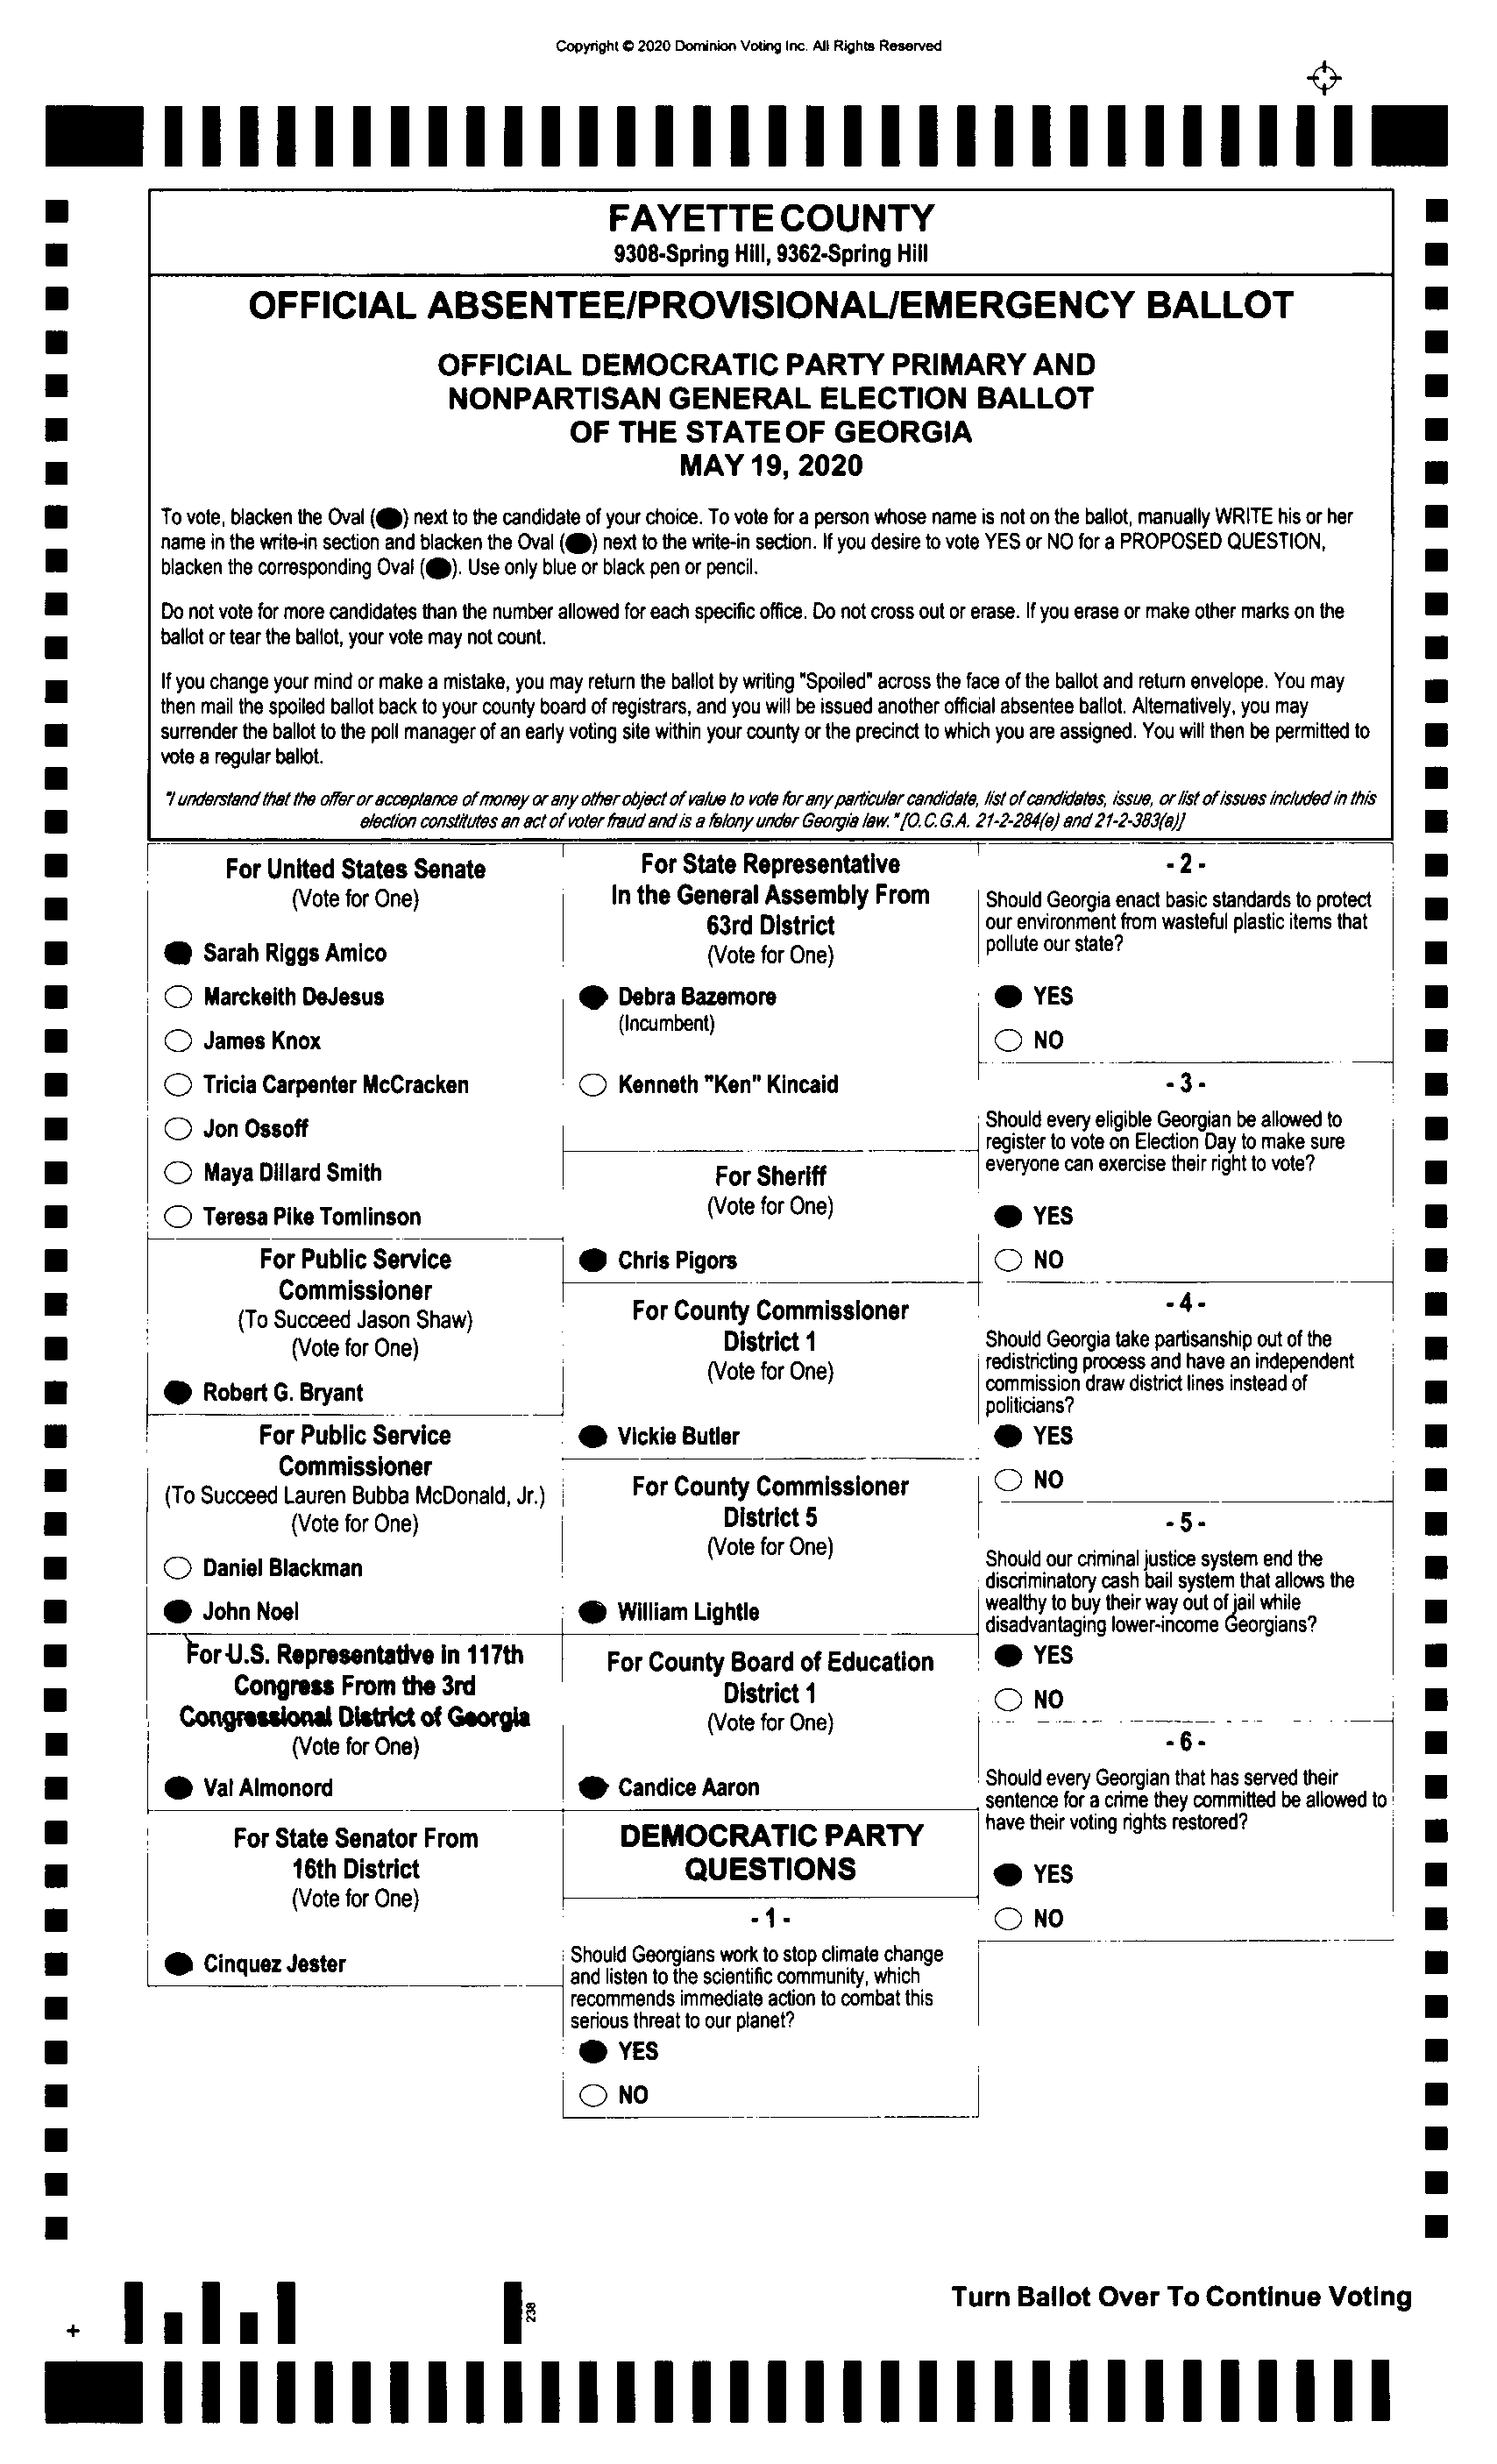 Copyright © 2020 Dominion Voting Inc. All Rights Reserved
FAYETTE COUNTY
9308-Spring Hill, 9362-Spring Hill
OFFICIAL ABSENTEE/PROVISIONAL/EMERGENCY BALLOT
OFFICIAL DEMOCRATIC PARTY PRIMARY AND
NONPARTISAN GENERAL ELECTION BALLOT
OF THE STATE OF GEORGIA
MAY 19, 2020
To vote, blacken the Oval (●) next to the candidate of your choice. To vote for a person whose name is not on the ballot, manually WRITE his or her
name in the write-in section and blacken the Oval (●) next to the write-in section. If you desire to vote YES or NO for a PROPOSED QUESTION,
blacken the corresponding Oval (●). Use only blue or black pen or pencil.
Do not vote for more candidates than the number allowed for each specific office. Do not cross out or erase. If you erase or make other marks on the
ballot or tear the ballot, your vote may not count.
If you change your mind or make a mistake, you may return the ballot by writing "Spoiled" across the face of the ballot and return envelope. You may
then mail the spoiled ballot back to your county board of registrars, and you will be issued another official absentee ballot. Alternatively, you may
surrender the ballot to the poll manager of an early voting site within your county or the precinct to which you are assigned. You will then be permitted to
vote a regular ballot.
"I understand that the offer or acceptance of money or any other object of value to vote for any particular candidate, list of candidates, issue, or list of issues included in this
election constitutes an act of voter fraud and is a felony under Georgia law." [O.C.G.A. 21-2-284(e) and 21-2-383(a)]
For United States Senate
(Vote for One)
Sarah Riggs Amico
Marckeith DeJesus
James Knox
Tricia Carpenter McCracken
Jon Ossoff
Maya Dillard Smith
Teresa Pike Tomlinson
For Public Service
Commissioner
(To Succeed Jason Shaw)
(Vote for One)
Robert G. Bryant
For Public Service
Commissioner
(To Succeed Lauren Bubba McDonald, Jr.)
(Vote for One)
Daniel Blackman
John Noel
For U.S. Representative in 117th
Congress From the 3rd
Congressional District of Georgia
(Vote for One)
Val Almonord
For State Senator From
16th District
(Vote for One)
Cinquez Jester
For State Representative
In the General Assembly From
63rd District
(Vote for One)
Debra Bazemore
(Incumbent)
Kenneth "Ken" Kincaid
For Sheriff
(Vote for One)
Chris Pigors
For County Commissioner
District 1
(Vote for One)
Vickie Butler
For County Commissioner
District 5
(Vote for One)
William Lightle
For County Board of Education
District 1
(Vote for One)
Candice Aaron
DEMOCRATIC PARTY
QUESTIONS
- 1 -
Should Georgians work to stop climate change
and listen to the scientific community, which
recommends immediate action to combat this
serious threat to our planet?
YES
NO
- 2 -
Should Georgia enact basic standards to protect
our environment from wasteful plastic items that
pollute our state?
YES
NO
- 3 -
Should every eligible Georgian be allowed to
register to vote on Election Day to make sure
everyone can exercise their right to vote?
YES
NO
- 4 -
Should Georgia take partisanship out of the
redistricting process and have an independent
commission draw district lines instead of
politicians?
YES
NO
- 5 -
Should our criminal justice system end the
discriminatory cash bail system that allows the
wealthy to buy their way out of jail while
disadvantaging lower-income Georgians?
YES
NO
- 6 -
Should every Georgian that has served their
sentence for a crime they committed be allowed to
have their voting rights restored?
YES
NO
Turn Ballot Over To Continue Voting
238
+